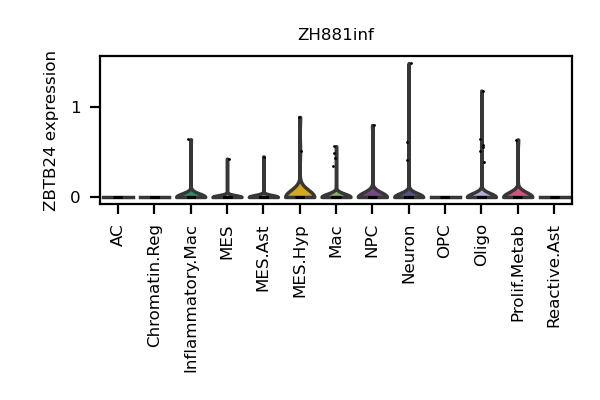 ZH881inf
ZBTB24 expression
1
0
AC
Chromatin.Reg
Inflammatory.Mac
MES
MES.Ast
MES.Hyp
Mac
NPC
Neuron
OPC
Oligo
Prolif.Metab
Reactive.Ast